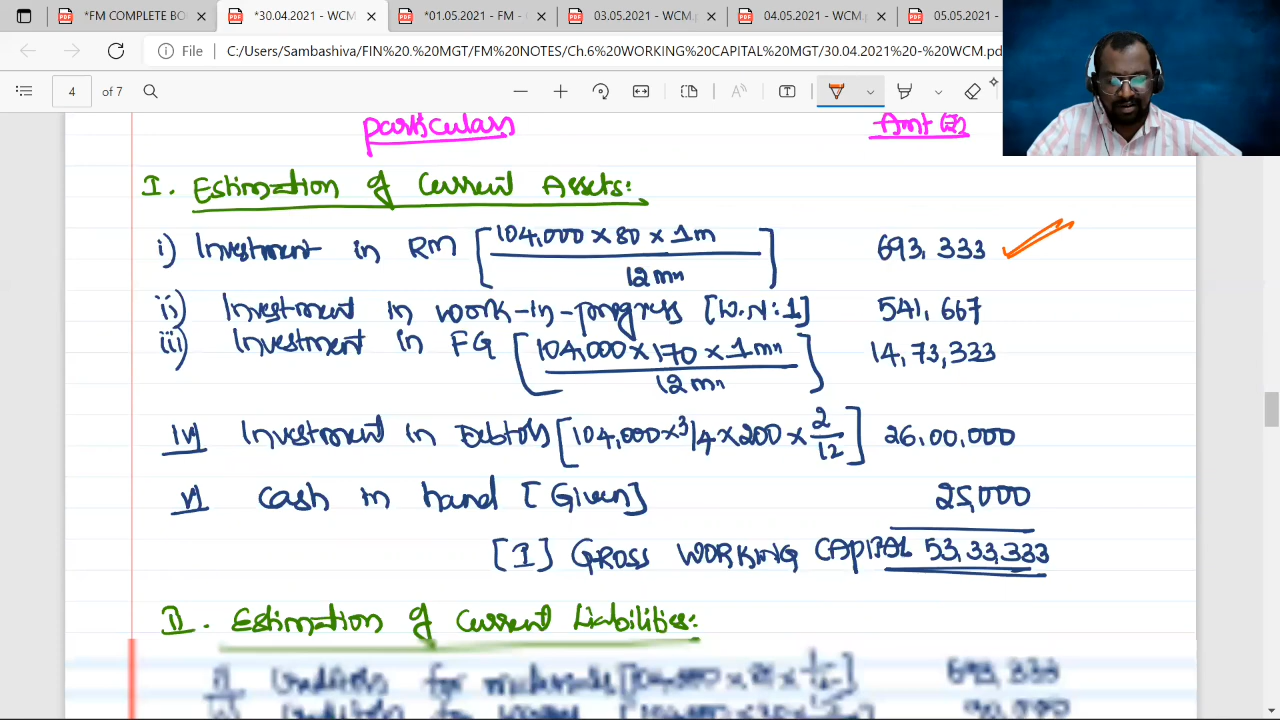 *FM COMPLETE BO
*30.04.2021 - WCM
*01.05.2021 - FM -
03.05.2021 - WCM.p
04.05.2021 - WCM.p
05.05.2021 -
File C:/Users/Sambashiva/FIN%20.%20MGT/FM%20NOTES/Ch.6%20WORKING%20CAPITAL%20MGT/30.04.2021%20-%20WCM.pd
4 of 7
particulars Amt (₹)
I. Estimation of Current Assets:
i) Investment in RM [104,000 × 80 × 1m / 12mn] 693,333
ii) Investment in work-in-progress [W.N:1] 541,667
iii) Investment in FG [104,000 × 170 × 1mn / 12mn] 14,73,333
iv) Investment in Debtors [104,000 × 3/4 × 200 × 2/12] 26,00,000
v) Cash in hand [Given] 25,000
[I] GROSS WORKING CAPITAL 53,33,333
II. Estimation of Current Liabilities:
for materials 693,333